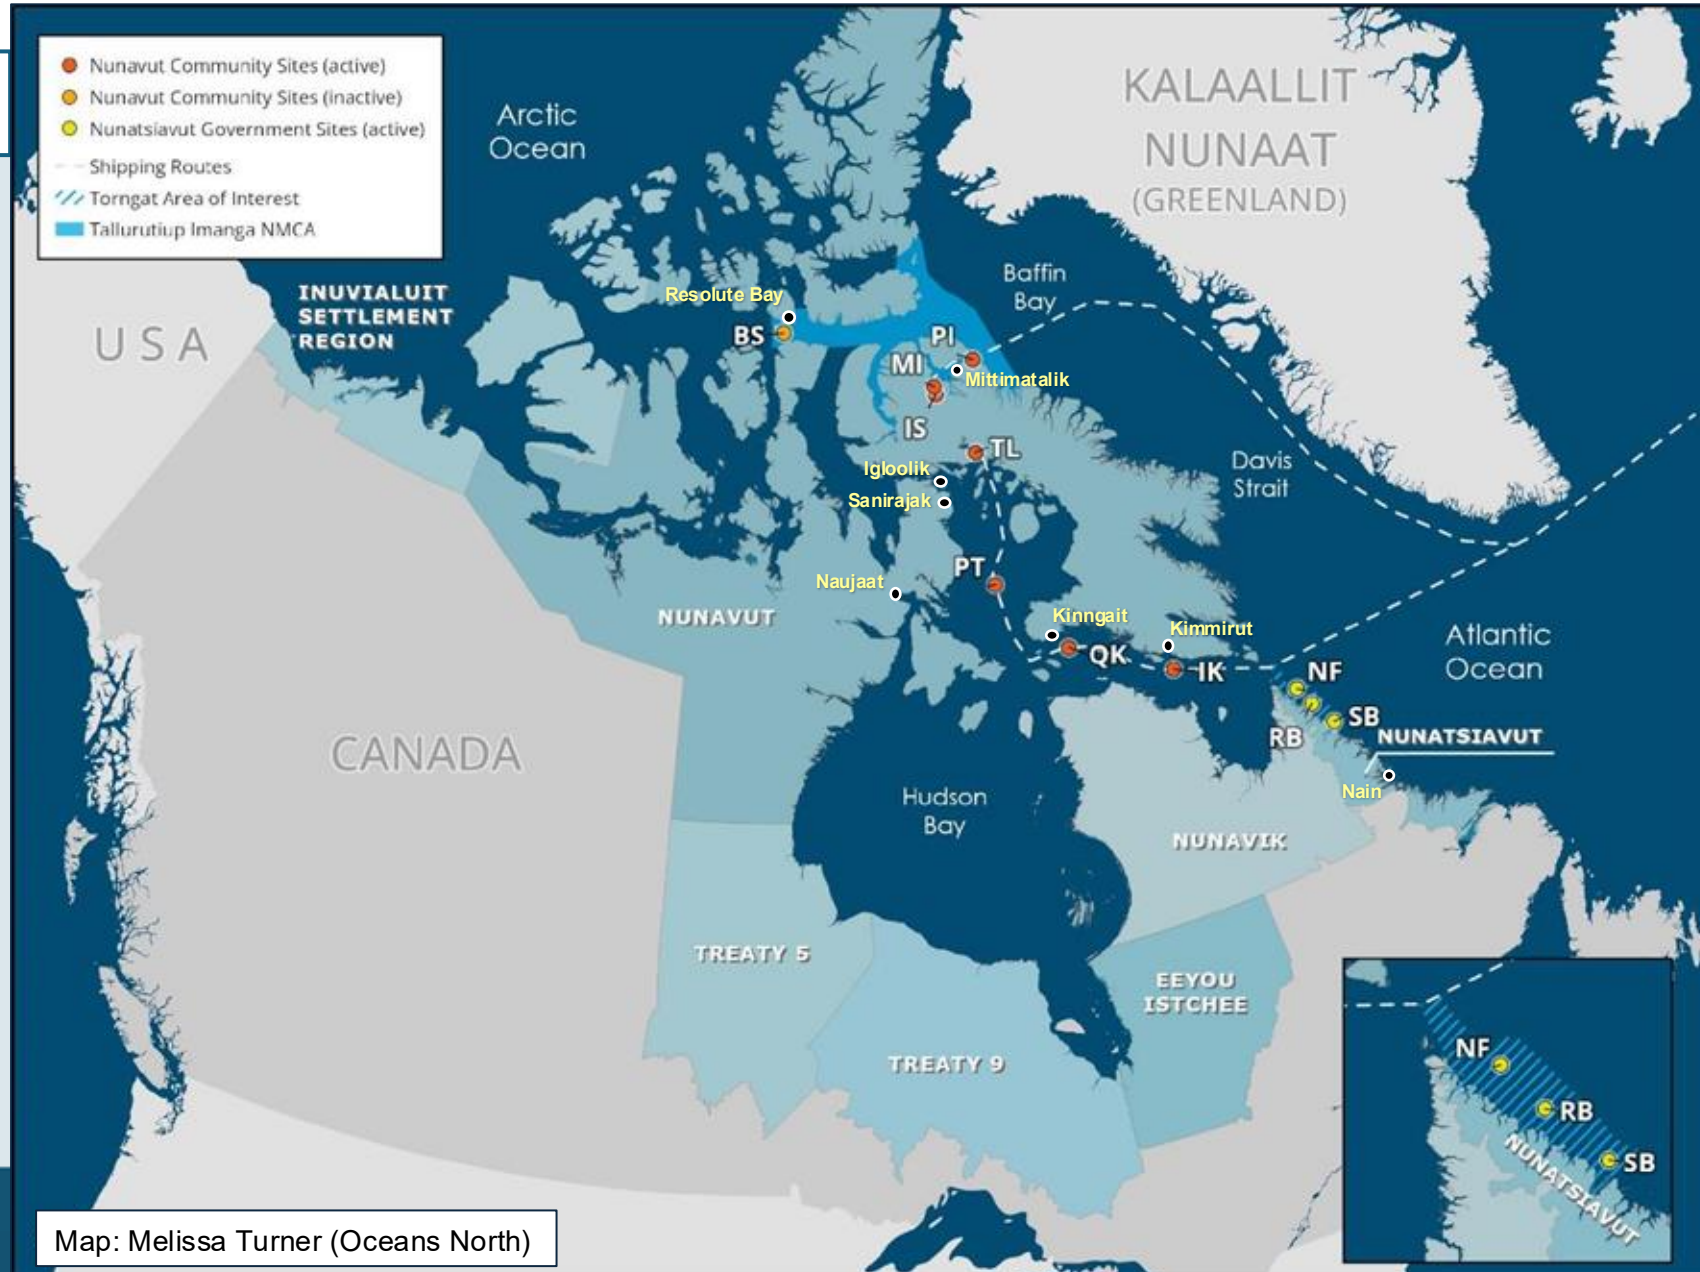 Nunavut Community Sites (active)
Nunavut Community Sites (inactive)
Nunatsiavut Government Sites (active)
Shipping Routes
Torngat Area of Interest
Tallurutiup Imanga NMCA
Arctic
Ocean
KALAALLIT
NUNAAT
(GREENLAND)
Baffin
Bay
INUVIALUIT
SETTLEMENT
REGION
USA
Resolute Bay
BS
PI
MI
Mittimatalik
IS
TL
Igloolik
Sanirajak
Davis
Strait
PT
Naujaat
NUNAVUT
Kinngait
Kimmirut
QK
IK
Atlantic
Ocean
NF
SB
RB
NUNATSIAVUT
Nain
CANADA
Hudson
Bay
NUNAVIK
TREATY 5
EEYOU
ISTCHEE
TREATY 9
NF
RB
SB
NUNATSIAVUT
Map: Melissa Turner (Oceans North)